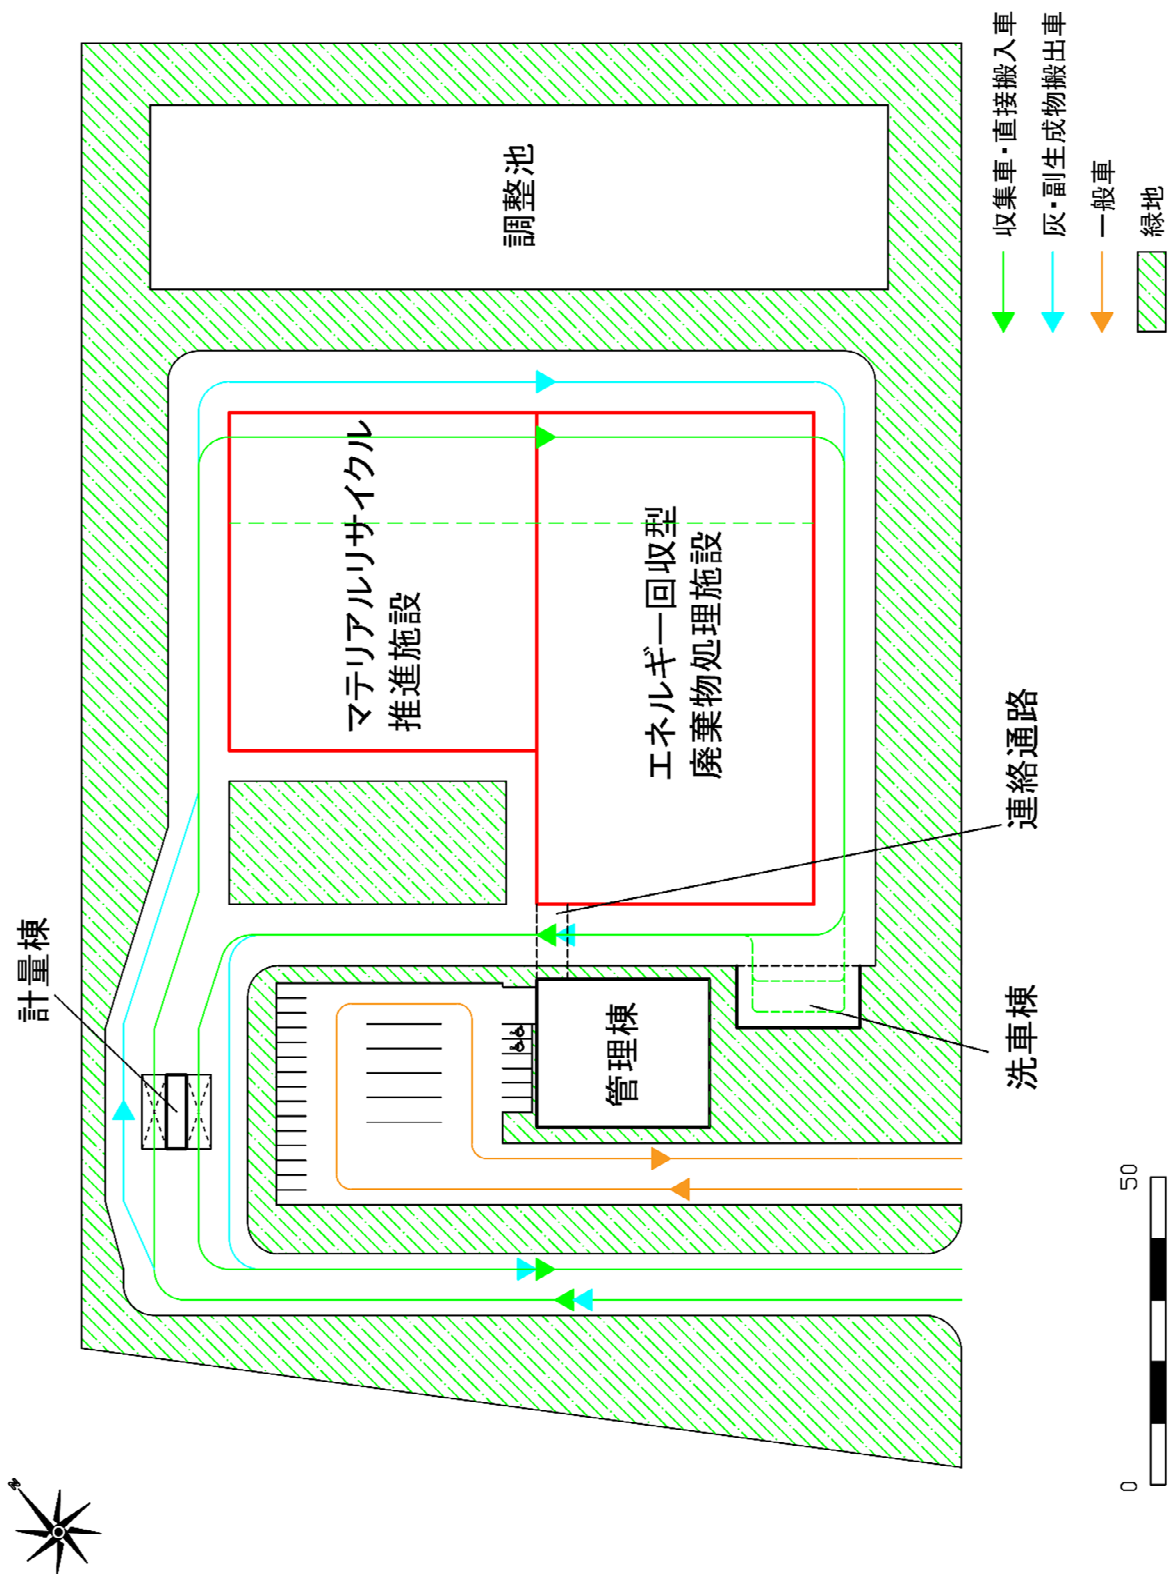 計量棟
調整池
マテリアルリサイクル
推進施設
エネルギー回収型
廃棄物処理施設
管理棟
連絡通路
洗車棟
収集車・直接搬入車
灰・副生成物搬出車
一般車
緑地
0
50
N